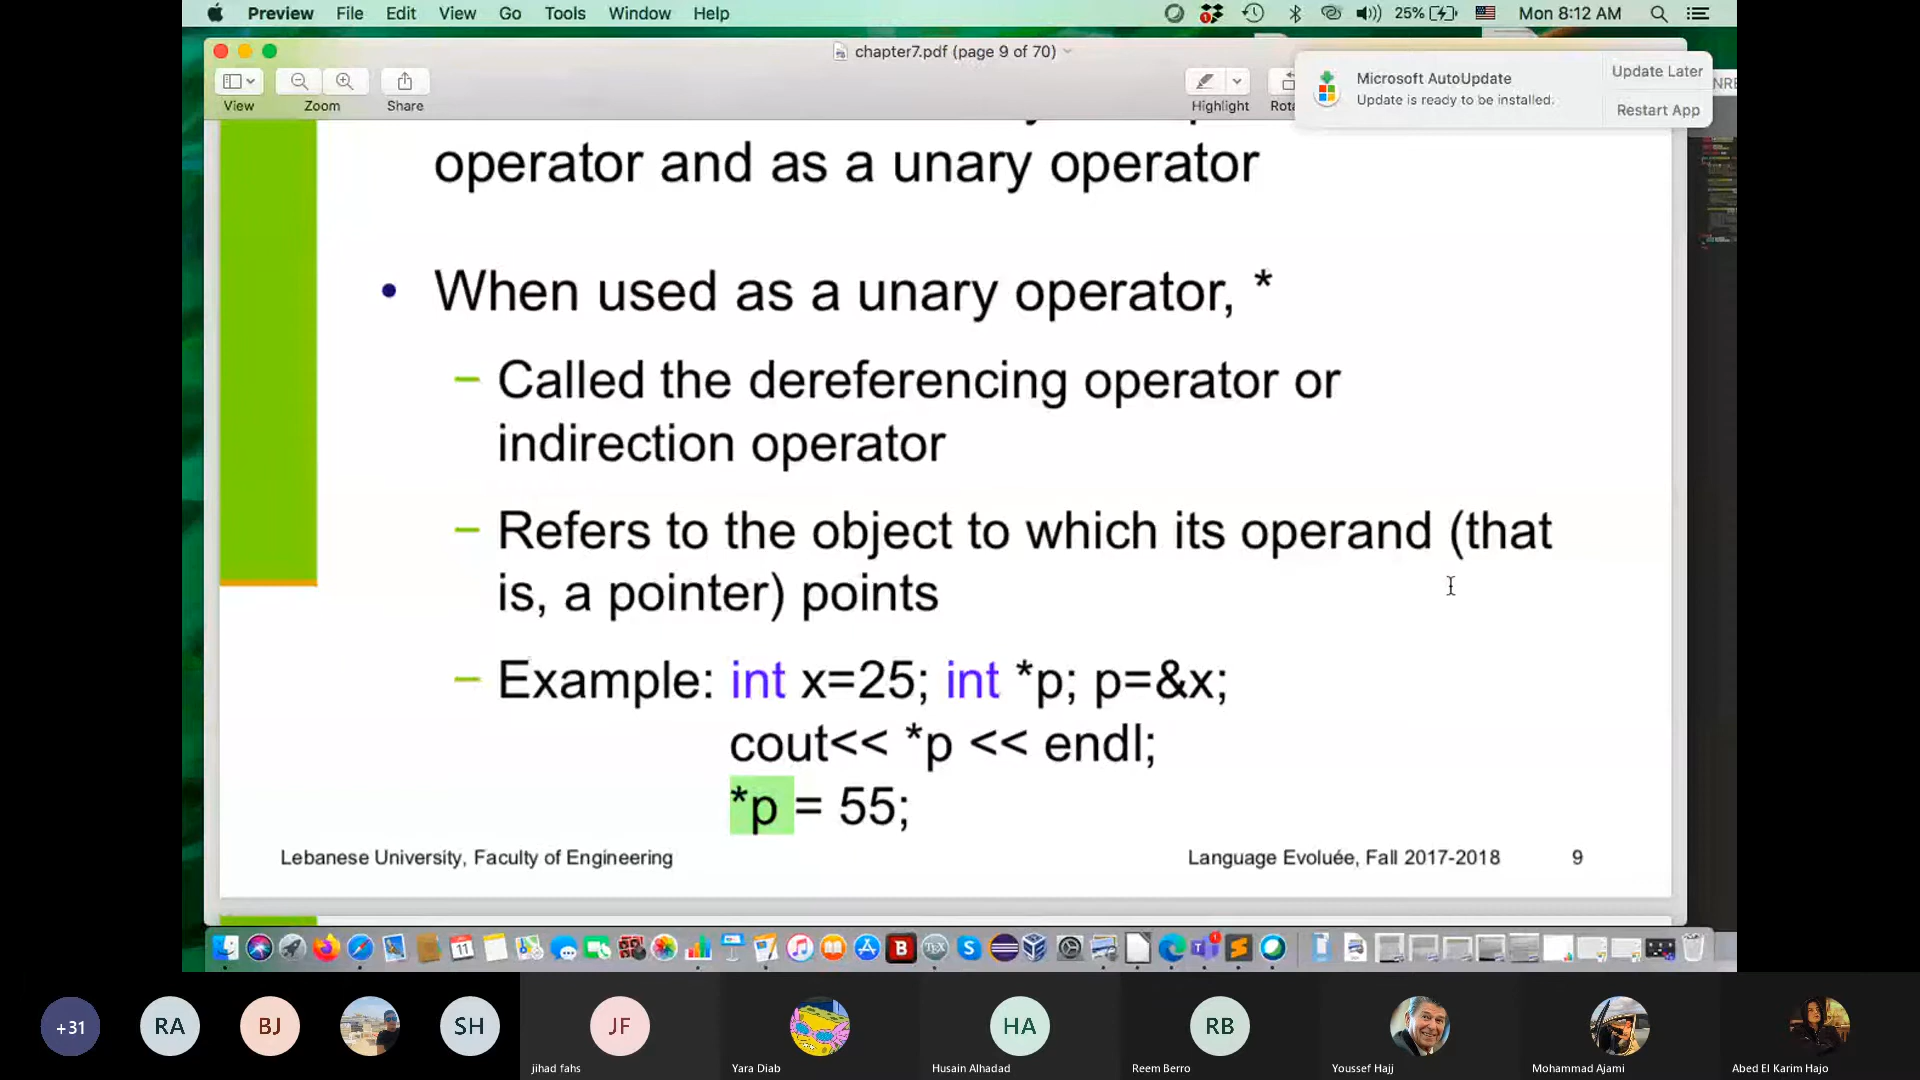 Preview File Edit View Go Tools Window Help 25% Mon 8:12 AM
chapter7.pdf (page 9 of 70)
View Zoom Share Highlight
Microsoft AutoUpdate
Update is ready to be installed.
Update Later
Restart App
operator and as a unary operator
• When used as a unary operator, *
– Called the dereferencing operator or
indirection operator
– Refers to the object to which its operand (that
is, a pointer) points
– Example: int x=25; int *p; p=&x;
cout<< *p << endl;
*p = 55;
Lebanese University, Faculty of Engineering Language Evoluée, Fall 2017-2018 9
+31 RA BJ SH JF HA RB
jihad fahs Yara Diab Husain Alhadad Reem Berro Youssef Hajj Mohammad Ajami Abed El Karim Hajo